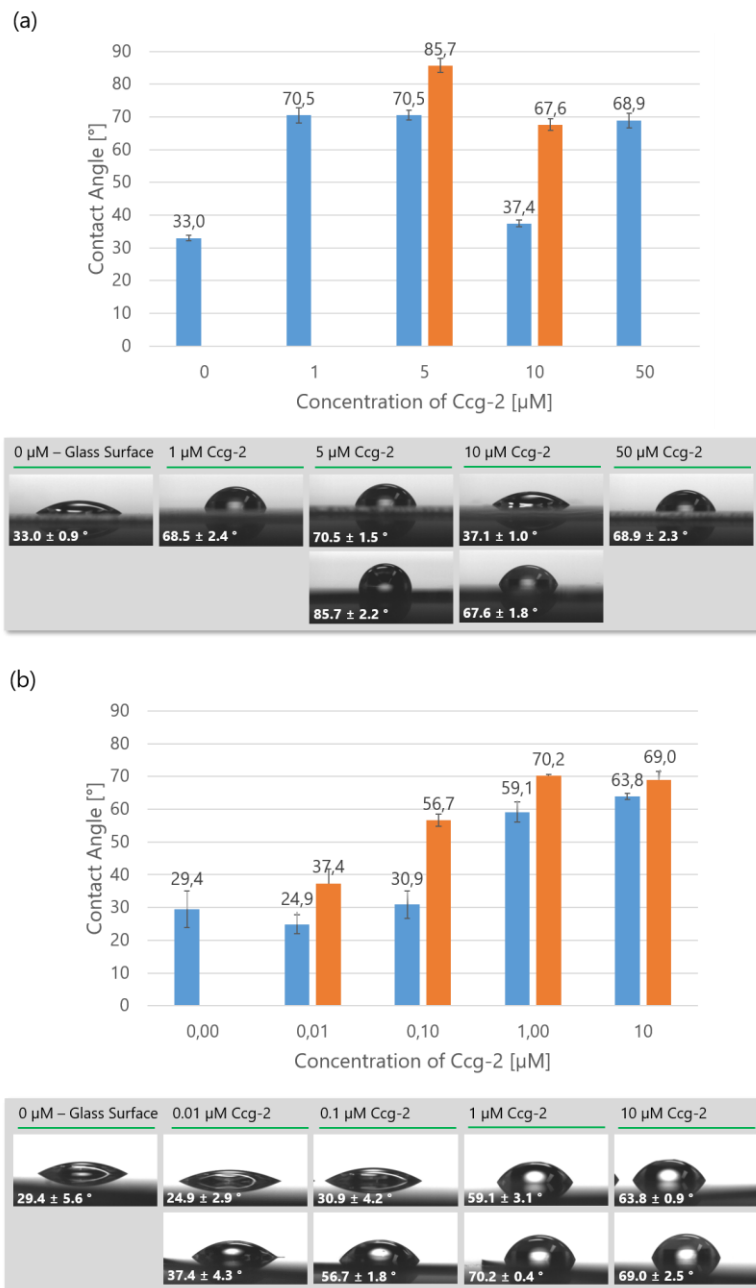 (a)
90
80
70
60
50
40
30
20
10
0
Contact Angle [°]
33,0
70,5
70,5
85,7
37,4
67,6
68,9
0 1 5 10 50
Concentration of Ccg-2 [µM]
0 µM – Glass Surface 1 µM Ccg-2 5 µM Ccg-2 10 µM Ccg-2 50 µM Ccg-2
33.0 ± 0.9 ° 68.5 ± 2.4 ° 70.5 ± 1.5 ° 37.1 ± 1.0 ° 68.9 ± 2.3 °
85.7 ± 2.2 ° 67.6 ± 1.8 °
(b)
90
80
70
60
50
40
30
20
10
0
Contact Angle [°]
29,4
24,9
37,4
30,9
56,7
59,1
70,2
63,8
69,0
0,00 0,01 0,10 1,00 10
Concentration of Ccg-2 [µM]
0 µM – Glass Surface 0.01 µM Ccg-2 0.1 µM Ccg-2 1 µM Ccg-2 10 µM Ccg-2
29.4 ± 5.6 ° 24.9 ± 2.9 ° 30.9 ± 4.2 ° 59.1 ± 3.1 ° 63.8 ± 0.9 °
37.4 ± 4.3 ° 56.7 ± 1.8 ° 70.2 ± 0.4 ° 69.0 ± 2.5 °